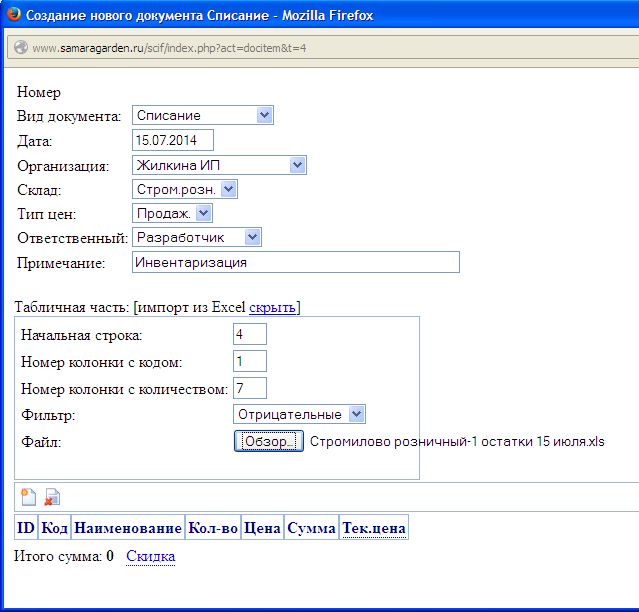 Создание нового документа Списание - Mozilla Firefox
www.samaragarden.ru/scif/index.php?act=docitem&t=4
Номер
Вид документа: Списание
Дата: 15.07.2014
Организация: Жилкина ИП
Склад: Стром.розн.
Тип цен: Продаж.
Ответственный: Разработчик
Примечание: Инвентаризация
Табличная часть: [импорт из Excel скрыть]
Начальная строка: 4
Номер колонки с кодом: 1
Номер колонки с количеством: 7
Фильтр: Отрицательные
Файл: Обзор... Стромилово розничный-1 остатки 15 июля.xls
ID Код Наименование Кол-во Цена Сумма Тек.цена
Итого сумма: 0 Скидка